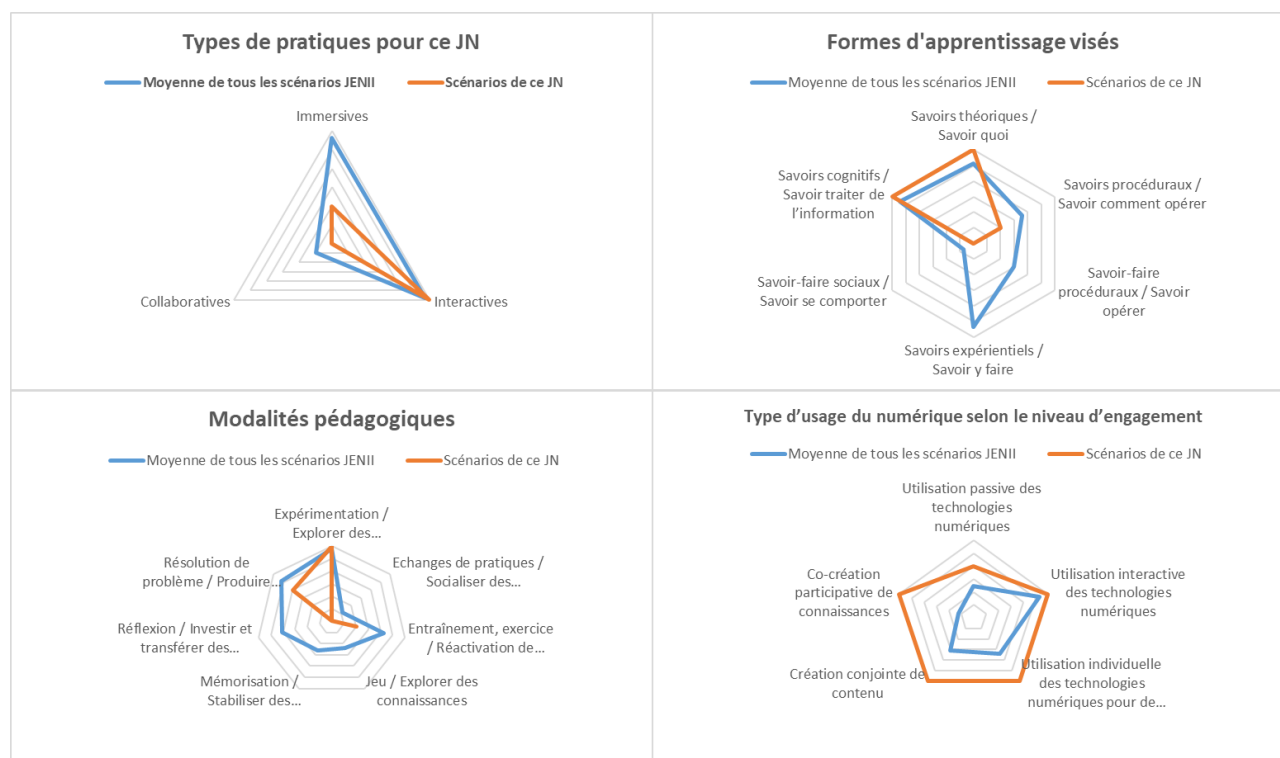 Types de pratiques pour ce JN
Moyenne de tous les scénarios JENII
Scénarios de ce JN
Immersives
Collaboratives
Interactives
Formes d'apprentissage visés
Moyenne de tous les scénarios JENII
Scénarios de ce JN
Savoirs théoriques /
Savoir quoi
Savoirs cognitifs /
Savoir traiter de
l'information
Savoirs procéduraux /
Savoir comment opérer
Savoir-faire sociaux /
Savoir se comporter
Savoir-faire
procéduraux / Savoir
opérer
Savoirs expérientiels /
Savoir y faire
Modalités pédagogiques
Moyenne de tous les scénarios JENII
Scénarios de ce JN
Expérimentation /
Explorer des...
Résolution de
problème / Produire...
Echanges de pratiques /
Socialiser des...
Réflexion / Investir et
transférer des...
Entraînement, exercice
/ Réactivation de...
Mémorisation /
Stabiliser des...
Jeu / Explorer des
connaissances
Type d’usage du numérique selon le niveau d’engagement
Moyenne de tous les scénarios JENII
Scénarios de ce JN
Utilisation passive des
technologies
numériques
Co-création
participative de
connaissances
Utilisation interactive
des technologies
numériques
Création conjointe de
contenu
Utilisation individuelle
des technologies
numériques pour de...